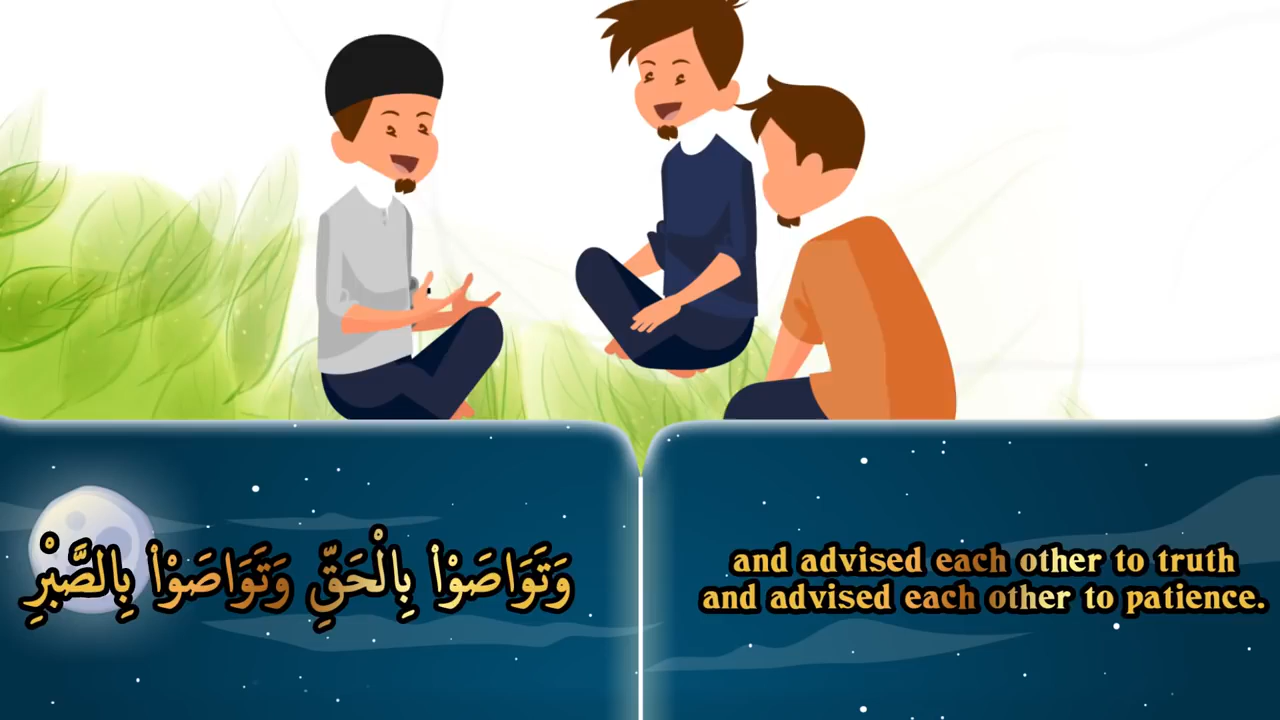 وَتَوَاصَوْا۟ بِالْحَقِّ وَتَوَاصَوْا۟ بِالصَّبْرِ
and advised each other to truth
and advised each other to patience.